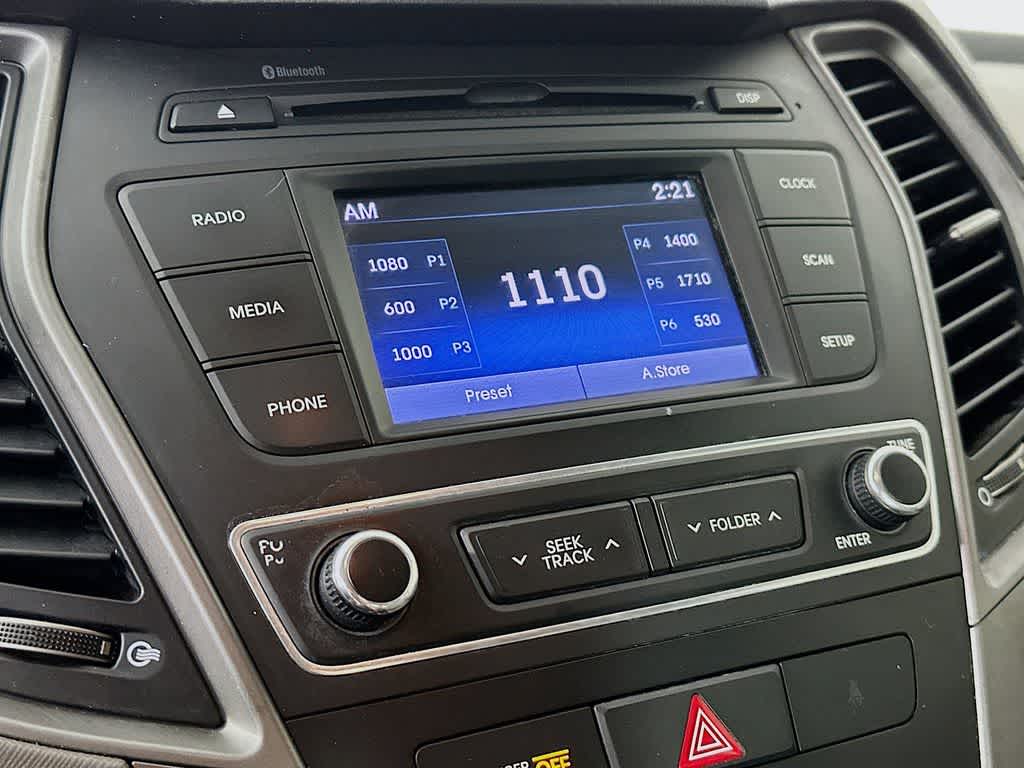 Bluetooth
DISP
RADIO
MEDIA
PHONE
AM
2:21
1080 P1
600 P2
1000 P3
1110
P4 1400
P5 1710
P6 530
Preset
A.Store
CLOCK
SCAN
SETUP
SEEK
TRACK
FOLDER
TUNE
ENTER
OFF